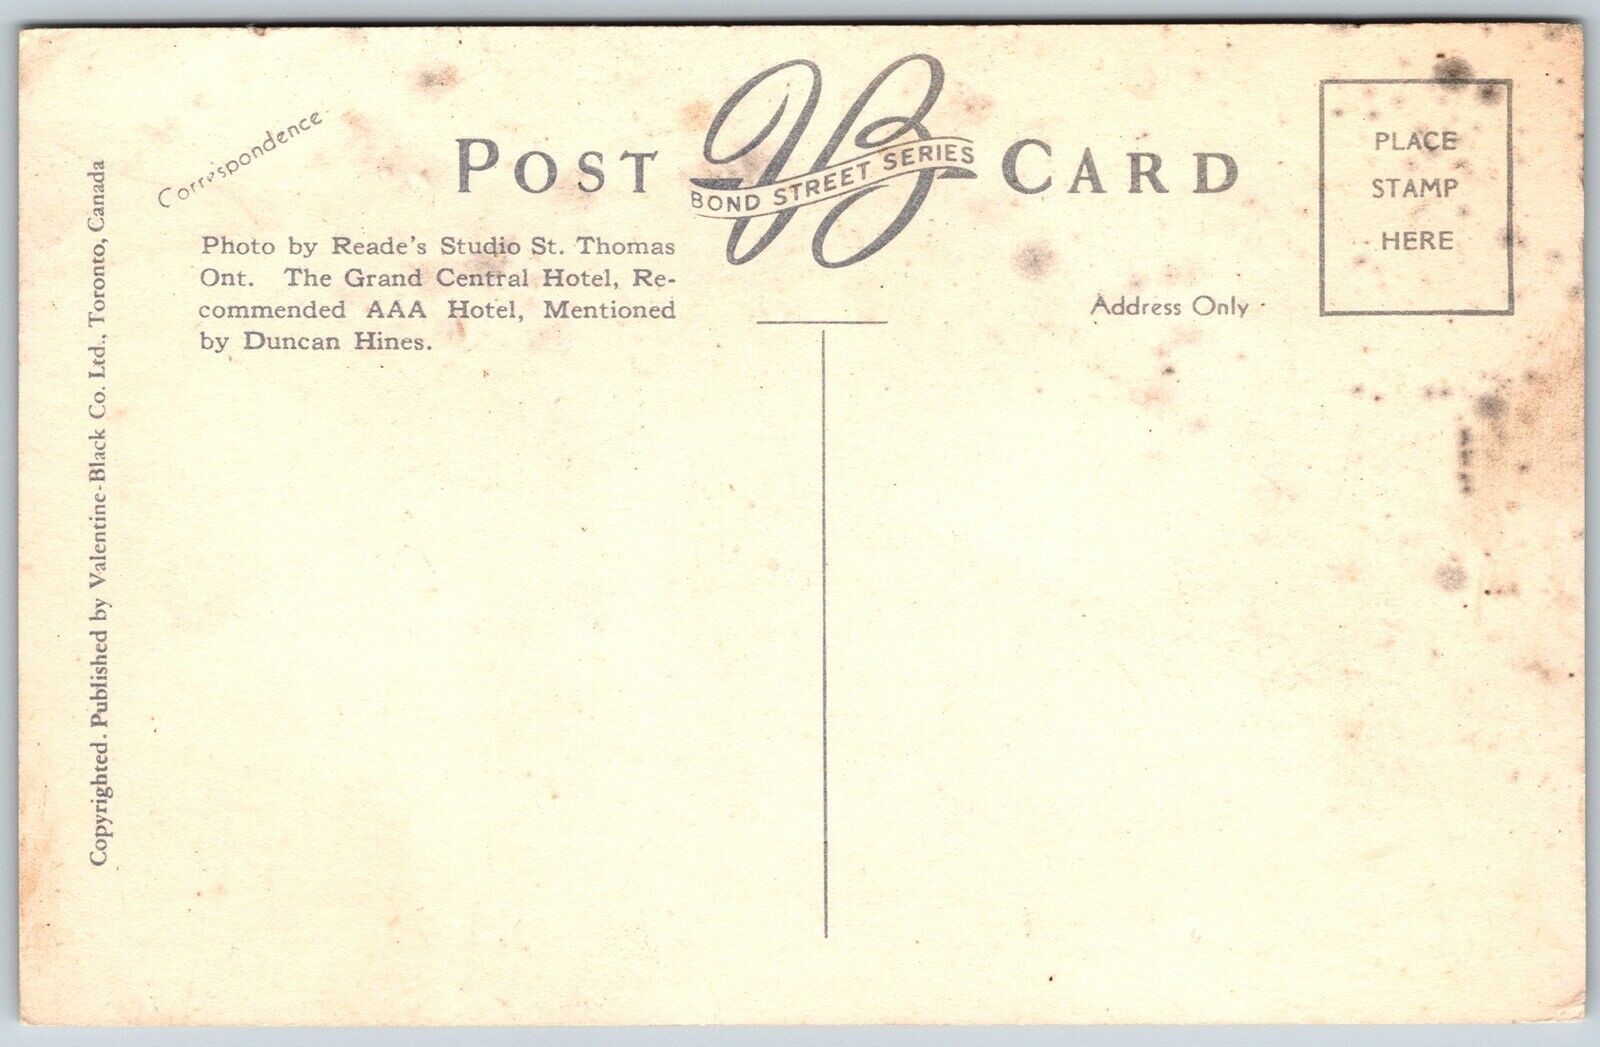 Correspondence
POST CARD
VB
BOND STREET SERIES
PLACE
STAMP
HERE
Photo by Reade's Studio St. Thomas
Ont. The Grand Central Hotel, Re-
commended AAA Hotel, Mentioned
by Duncan Hines.
Address Only
Copyrighted. Published by Valentine-Black Co. Ltd., Toronto, Canada